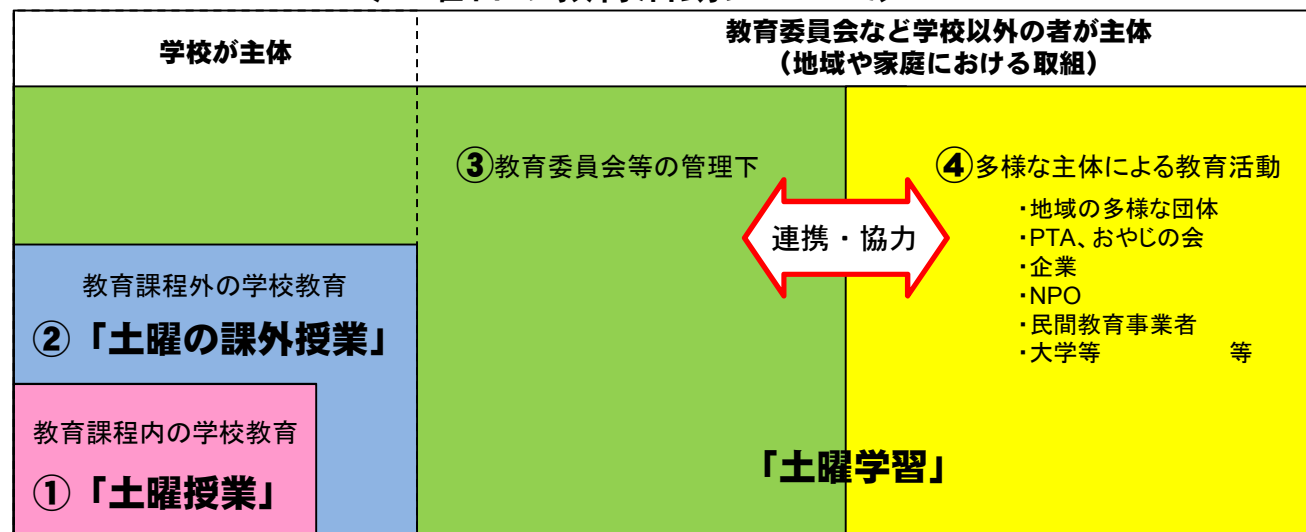 学校が主体
教育委員会など学校以外の者が主体
（地域や家庭における取組）
③教育委員会等の管理下
④多様な主体による教育活動
・地域の多様な団体
・PTA、おやじの会
・企業
・NPO
・民間教育事業者
・大学等　　　　　等
連携・協力
教育課程外の学校教育
②「土曜の課外授業」
教育課程内の学校教育
①「土曜授業」
「土曜学習」